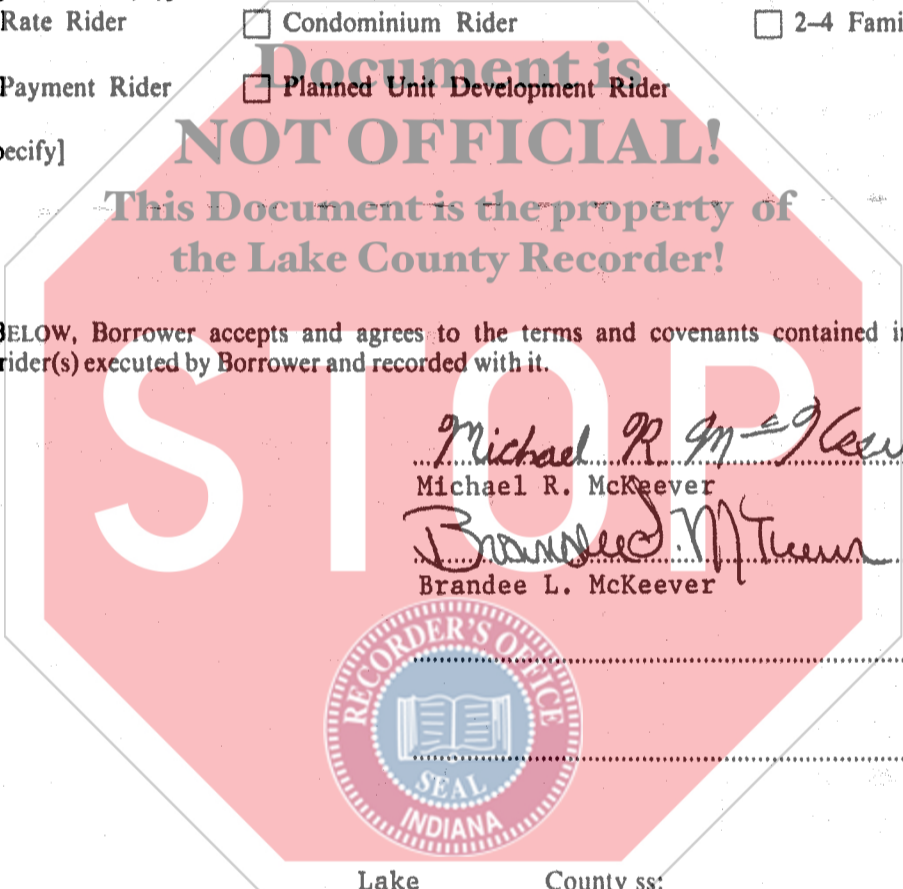 Rate Rider ☐ Condominium Rider ☐ 2–4 Fami
Document is
Payment Rider ☐ Planned Unit Development Rider
NOT OFFICIAL!
ecify]
This Document is the property of
the Lake County Recorder!
BELOW, Borrower accepts and agrees to the terms and covenants contained i
rider(s) executed by Borrower and recorded with it.
STOP
Michael R. McKeever
Michael R. McKeever
Brandee L. McKeever
RECORDER'S OFFICE
SEAL
INDIANA
Lake County ss: